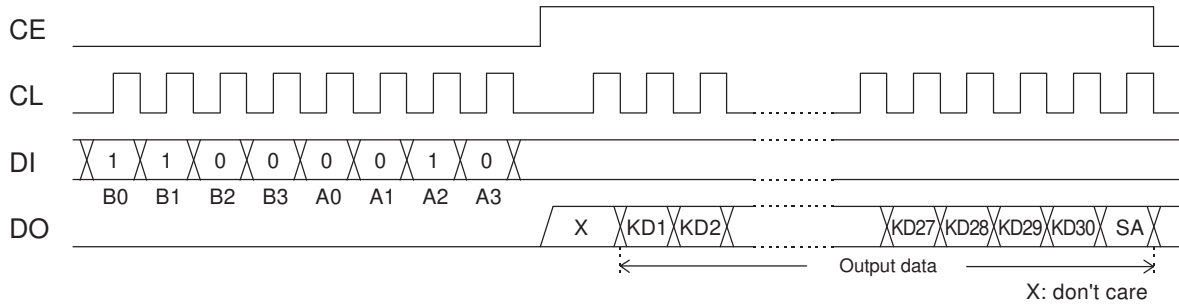 CE
CL
DI 1 1 0 0 0 0 1 0
B0 B1 B2 B3 A0 A1 A2 A3
DO X KD1 KD2 KD27 KD28 KD29 KD30 SA
Output data
X: don't care